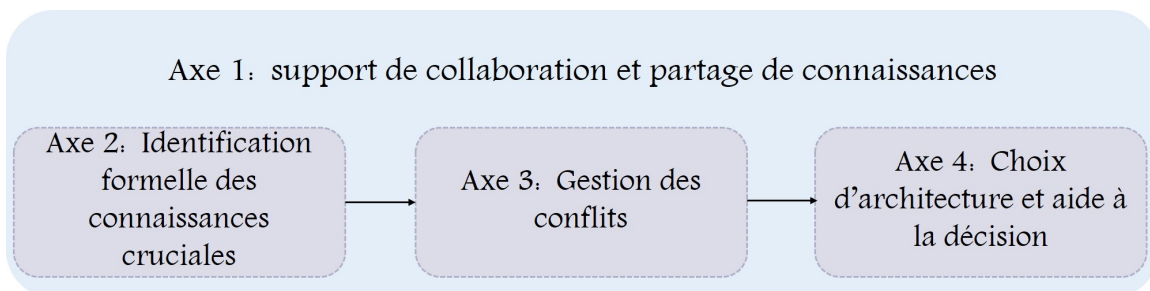 Axe 1: support de collaboration et partage de connaissances
Axe 2: Identification
formelle des
connaissances
cruciales
Axe 3: Gestion des
conflits
Axe 4: Choix
d'architecture et aide à
la décision